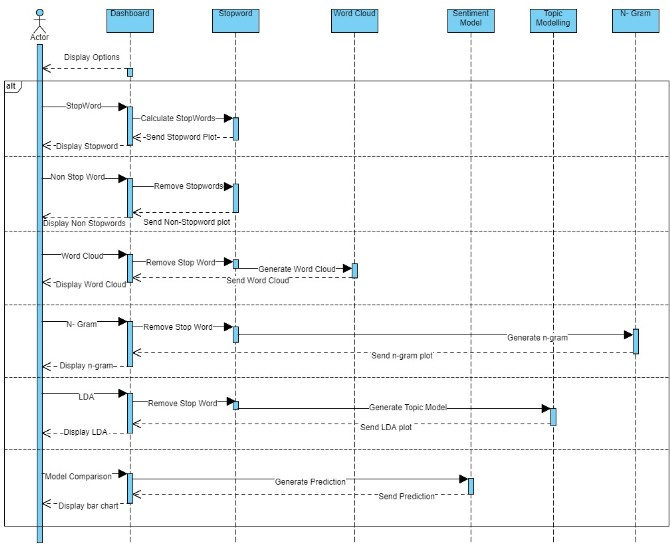 Dashboard
Stopword
Word Cloud
Sentiment
Model
Topic
Modelling
N- Gram
Actor
Display Options
alt
StopWord
Calculate StopWords
Send Stopword Plot
Display Stopword
Non Stop Word
Remove Stopwords
Send Non-Stopword plot
Display Non Stopwords
Word Cloud
Remove Stop Word
Generate Word Cloud
Send Word Cloud
Display Word Cloud
N- Gram
Remove Stop Word
Generate n-gram
Send n-gram plot
Display n-gram
LDA
Remove Stop Word
Generate Topic Model
Send LDA plot
Display LDA
Model Comparison
Generate Prediction
Send Prediction
Display bar chart